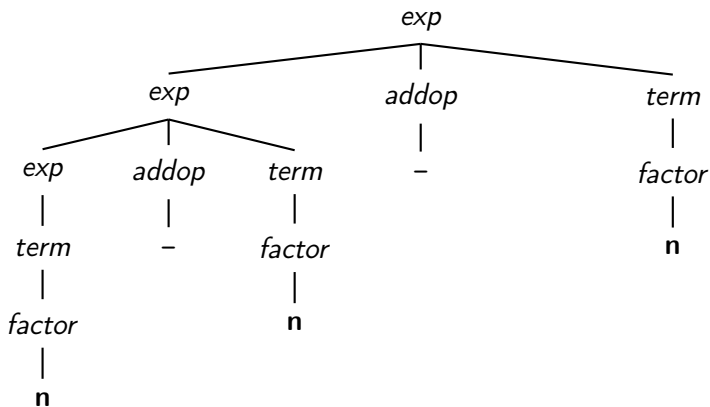 exp
exp addop term
exp addop term – factor
term – factor n
factor n
n